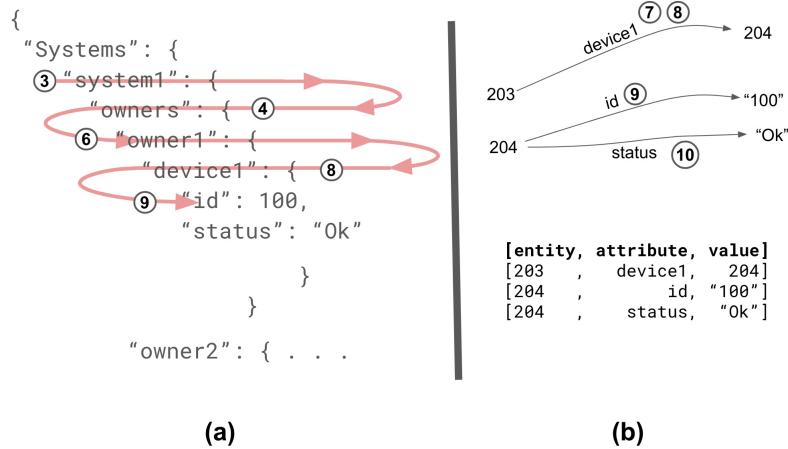 {
“Systems”: {
3 “system1”: {
“owners”: { 4
6 “owner1”: {
“device1”: { 8
9 “id”: 100,
“status”: “Ok”
}
}
“owner2”: { . . .
(a)
7 8
device1
204
203
id 9
“100”
204
“Ok”
status 10
[entity, attribute, value]
[203 , device1, 204]
[204 , id, “100”]
[204 , status, “Ok”]
(b)